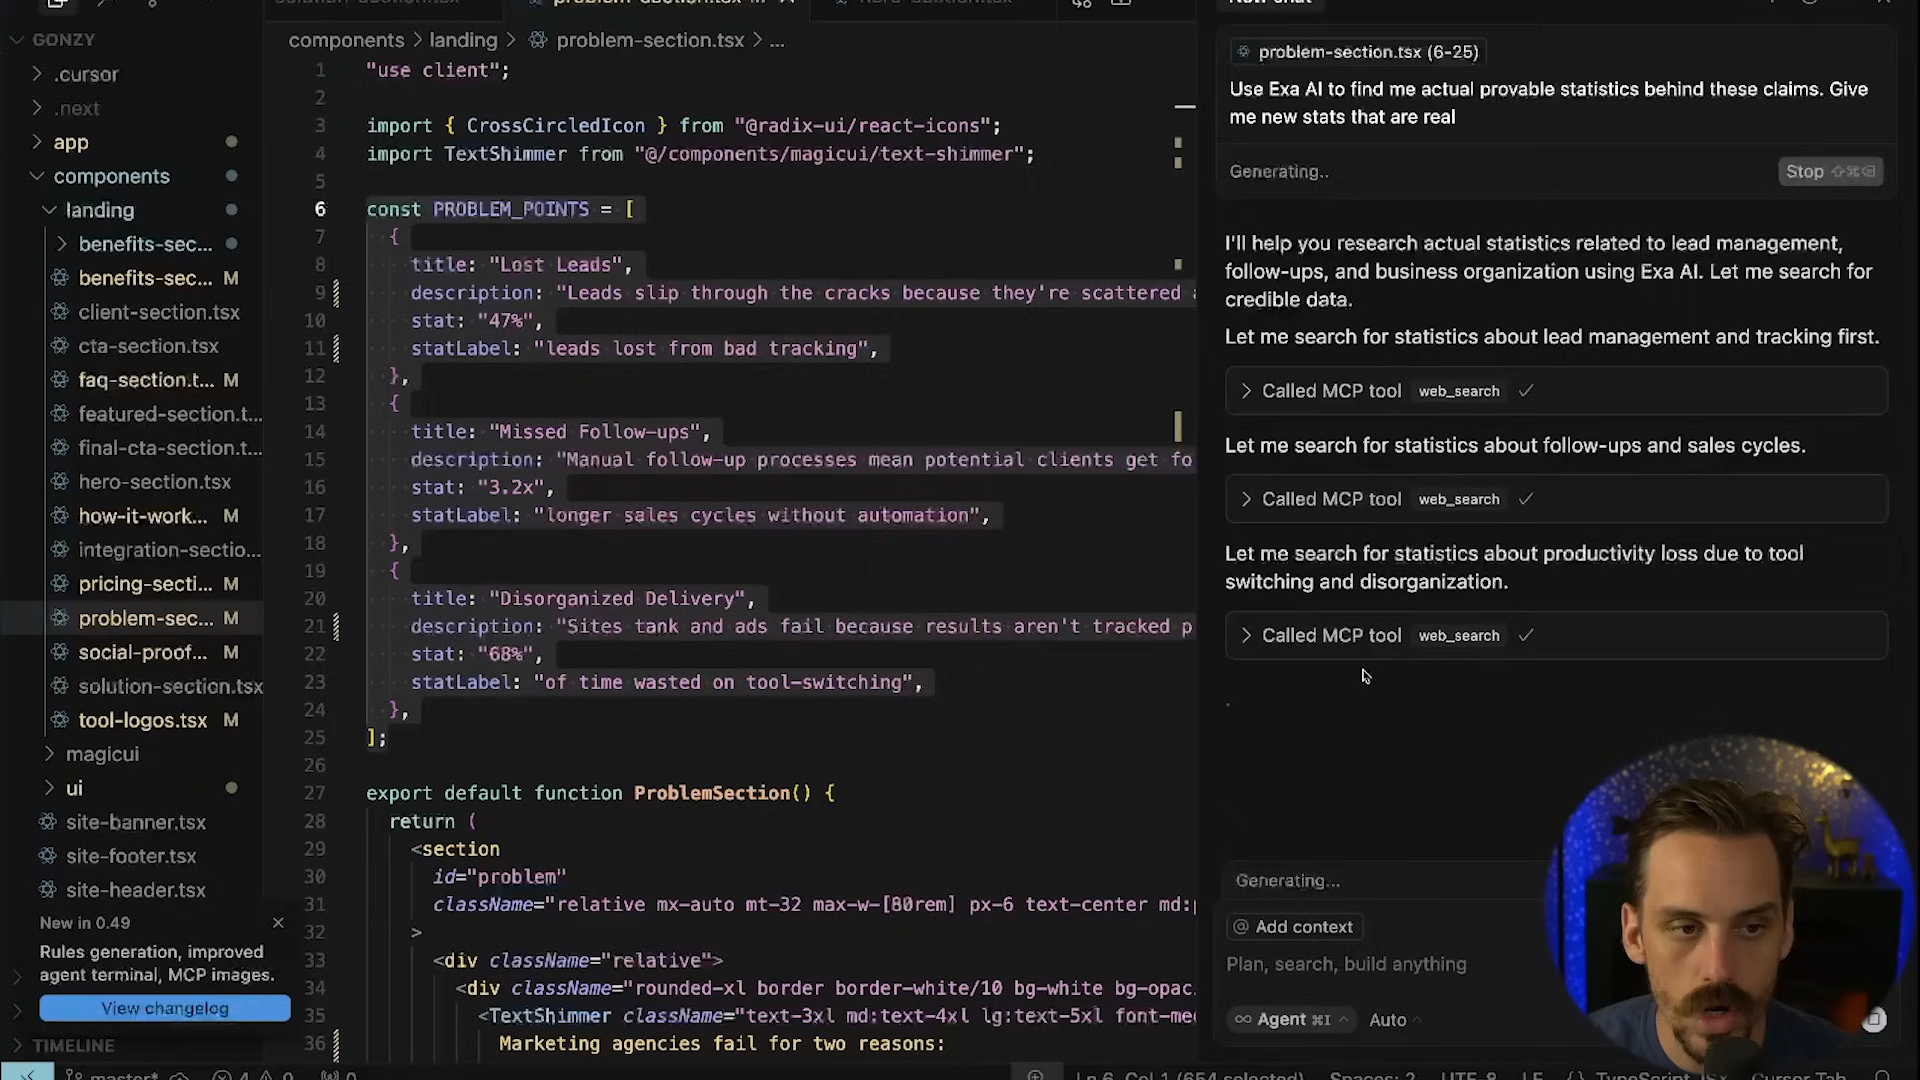 GONZY
.cursor
.next
app
components
landing
benefits-sec...
benefits-sec... M
client-section.tsx
cta-section.tsx
faq-section.t... M
featured-section.t...
final-cta-section.t...
hero-section.tsx
how-it-work... M
integration-sectio...
pricing-secti... M
problem-sec... M
social-proof... M
solution-section.tsx
tool-logos.tsx M
magicui
ui
site-banner.tsx
site-footer.tsx
site-header.tsx
New in 0.49
Rules generation, improved
agent terminal, MCP images.
View changelog
TIMELINE
components > landing > problem-section.tsx > ...
1 "use client";
2
3 import { CrossCircledIcon } from "@radix-ui/react-icons";
4 import TextShimmer from "@/components/magicui/text-shimmer";
5
6 const PROBLEM_POINTS = [
7 {
8 title: "Lost Leads",
9 description: "Leads slip through the cracks because they're scattered
10 stat: "47%",
11 statLabel: "leads lost from bad tracking",
12 },
13 {
14 title: "Missed Follow-ups",
15 description: "Manual follow-up processes mean potential clients get fo
16 stat: "3.2x",
17 statLabel: "longer sales cycles without automation",
18 },
19 {
20 title: "Disorganized Delivery",
21 description: "Sites tank and ads fail because results aren't tracked p
22 stat: "68%",
23 statLabel: "of time wasted on tool-switching",
24 },
25 ];
26
27 export default function ProblemSection() {
28 return (
29 <section
30 id="problem"
31 className="relative mx-auto mt-32 max-w-[80rem] px-6 text-center md:
32 >
33 <div className="relative">
34 <div className="rounded-xl border border-white/10 bg-white bg-opac
35 <TextShimmer className="text-3xl md:text-4xl lg:text-5xl font-me
36 Marketing agencies fail for two reasons:
problem-section.tsx (6-25)
Use Exa AI to find me actual provable statistics behind these claims. Give
me new stats that are real
Generating..
Stop
I'll help you research actual statistics related to lead management,
follow-ups, and business organization using Exa AI. Let me search for
credible data.
Let me search for statistics about lead management and tracking first.
Called MCP tool web_search
Let me search for statistics about follow-ups and sales cycles.
Called MCP tool web_search
Let me search for statistics about productivity loss due to tool
switching and disorganization.
Called MCP tool web_search
Generating...
@ Add context
Plan, search, build anything
∞ Agent ⌘I
Auto